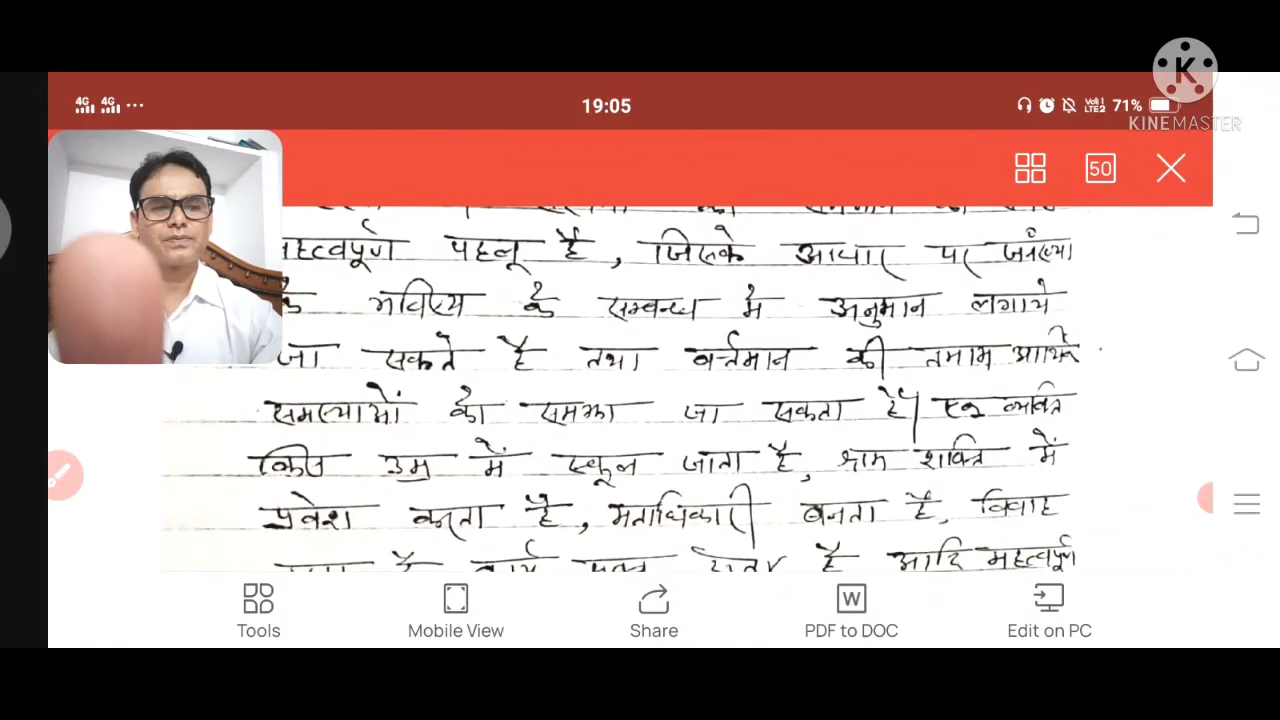 19:05
71%
KINEMASTER
50
महत्वपूर्ण पहलू है, जिसके आधार पर जनसंख्या
के भविष्य के सम्बन्ध मे अनुमान लगाये
जा सकते है तथा वर्तमान की तमाम
समस्याओं को समझा जा सकता है। एक व्यक्ति
किस उम्र में स्कूल जाता है, श्रम शक्ति में
प्रवेश करता है, मताधिकारी बनता है, विवाह
है है आदि महत्वपूर्ण
Tools
Mobile View
Share
PDF to DOC
Edit on PC